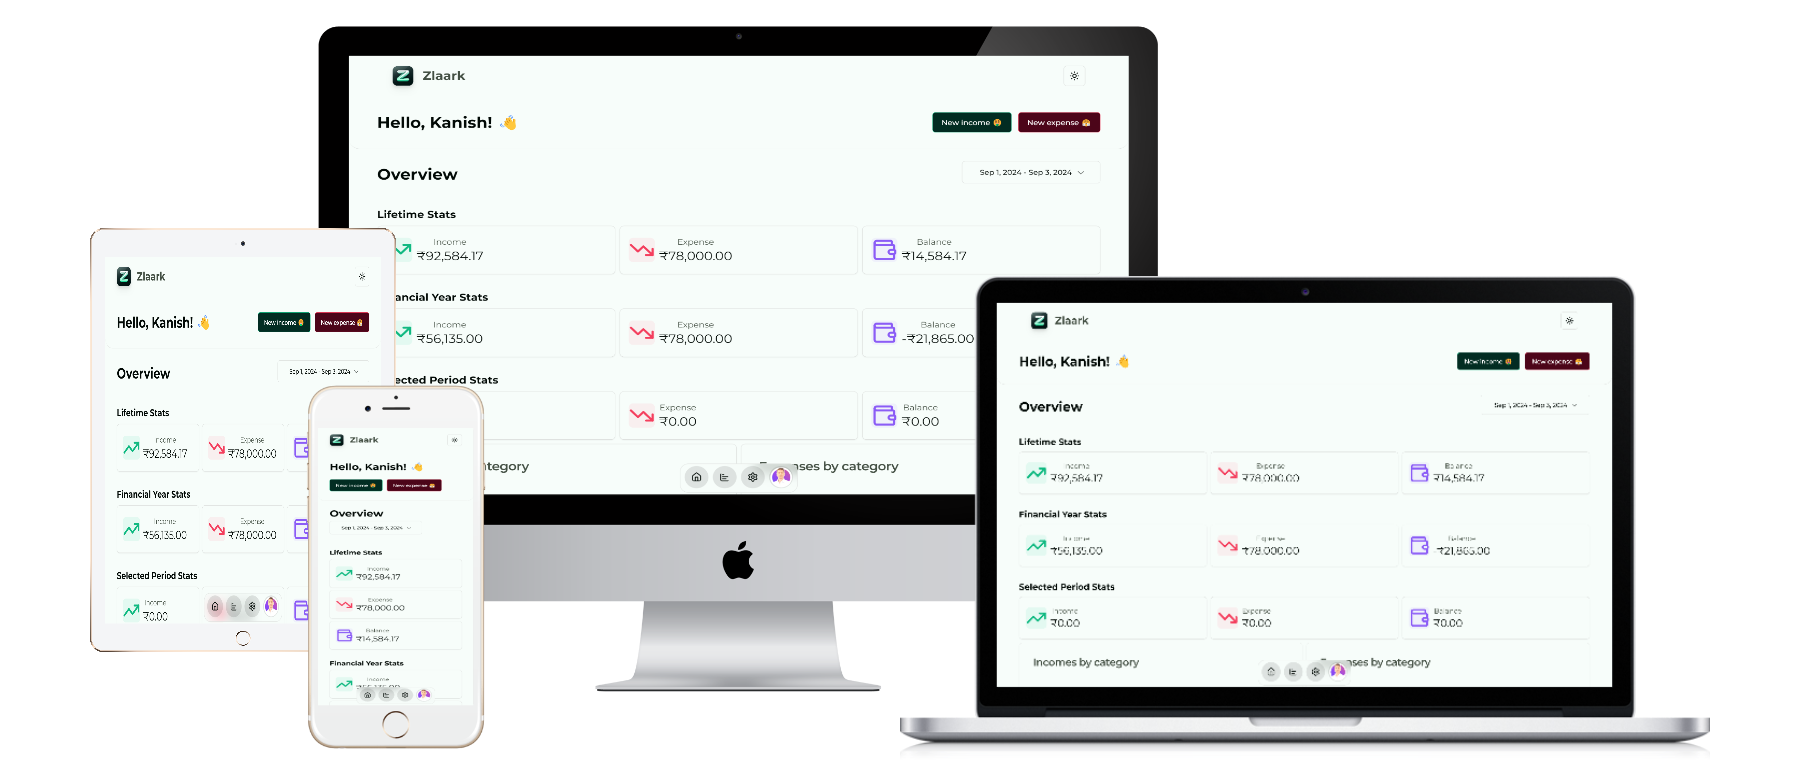 Zlaark
Hello, Kanish! 👋
New income 🤑
New expense 😤
Overview
Sep 1, 2024 - Sep 3, 2024
Lifetime Stats
Income
₹92,584.17
Expense
₹78,000.00
Balance
₹14,584.17
ancial Year Stats
Income
₹56,135.00
Expense
₹78,000.00
Balance
-₹21,865.00
ected Period Stats
Expense
₹0.00
Balance
₹0.00
tegory
ses by category
Zlaark
Hello, Kanish! 👋
New income 🤑
New expense 😤
Overview
Sep 1, 2024 - Sep 3, 2024
Lifetime Stats
Income
₹92,584.17
Expense
₹78,000.00
Financial Year Stats
Income
₹56,135.00
Expense
₹78,000.00
Selected Period Stats
Income
₹0.00
Zlaark
Hello, Kanish! 👋
New income 🤑
New expense 😤
Overview
Sep 1, 2024 - Sep 3, 2024
Lifetime Stats
Income
₹92,584.17
Expense
₹78,000.00
Balance
₹14,584.17
Financial Year Stats
Income
₹56,135.00
Zlaark
Hello, Kanish! 👋
New income 🤑
New expense 😤
Overview
Sep 1, 2024 - Sep 3, 2024
Lifetime Stats
Income
₹92,584.17
Expense
₹78,000.00
Balance
₹14,584.17
Financial Year Stats
Income
₹56,135.00
Expense
₹78,000.00
Balance
-₹21,865.00
Selected Period Stats
Income
₹0.00
Expense
₹0.00
Balance
₹0.00
Incomes by category
ses by category